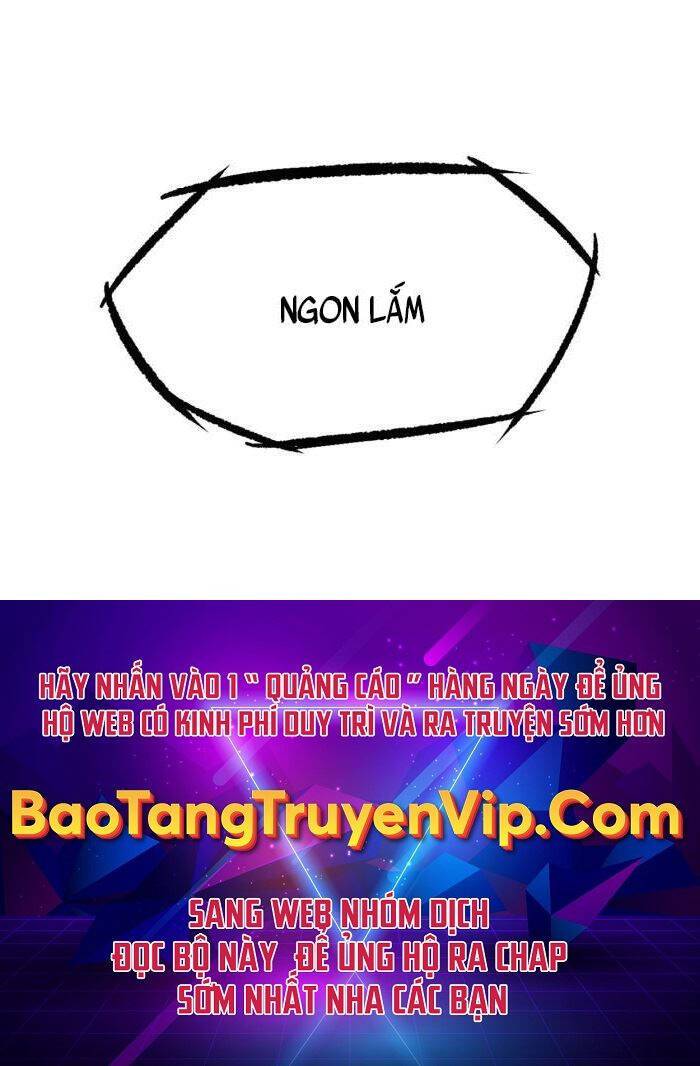 NGON LẮM
HÃY NHẤN VÀO 1 “ QUẢNG CÁO ” HÀNG NGÀY ĐỂ ỦNG
HỘ WEB CÓ KINH PHÍ DUY TRÌ VÀ RA TRUYỆN SỚM HƠN
BaoTangTruyenVip.Com
SANG WEB NHÓM DỊCH
ĐỌC BỘ NÀY ĐỂ ỦNG HỘ RA CHAP
SỚM NHẤT NHA CÁC BẠN